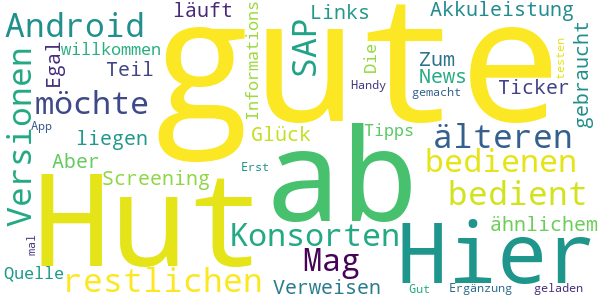 läuft
Links
Akkuleistung
Android
gute
SAP
Die
willkommen
Egal
Teil
Informations
Zum
testen
News
Handy
gemacht
Ticker
gebraucht
Versionen
möchte
App
liegen
Glück
Tipps
älteren
ab
Aber
Screening
Erst
bedienen
Hut
bedient
ähnlichem
Konsorten
Hier
mal
Mag
Quelle
restlichen
Verweisen
Gut
Ergänzung
geladen